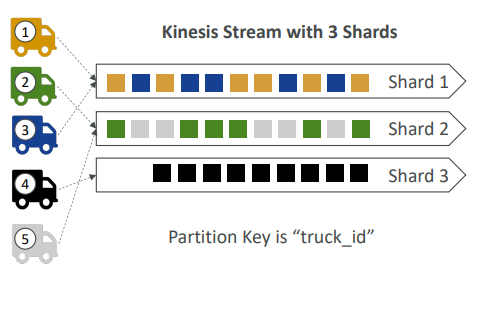 Kinesis Stream with 3 Shards
1
Shard 1
2
Shard 2
3
4
Shard 3
5
Partition Key is “truck_id”